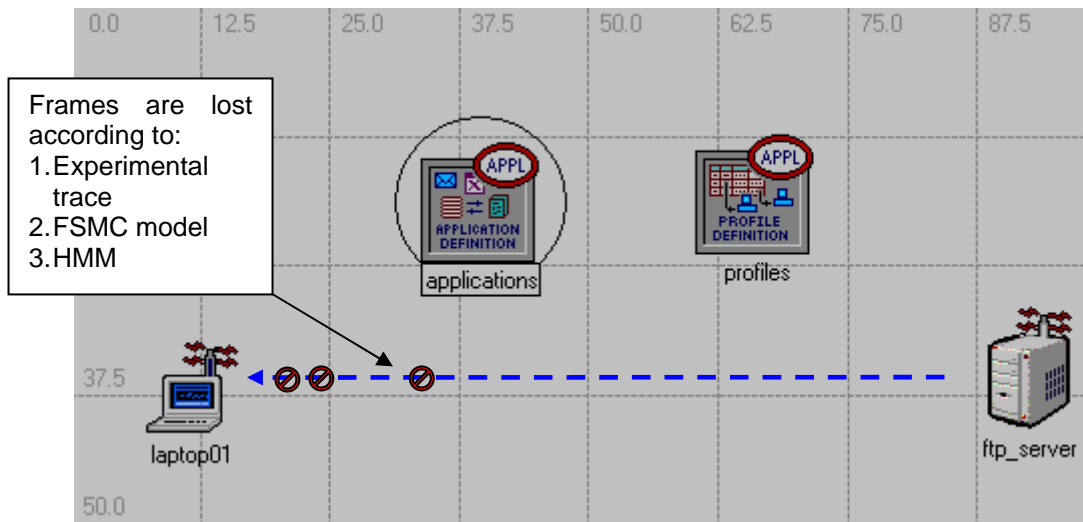 0.0 12.5 25.0 37.5 50.0 62.5 75.0 87.5
Frames are lost
according to:
1.Experimental
trace
2.FSMC model
3.HMM
APPL
APPLICATION
DEFINITION
applications
APPL
PROFILE
DEFINITION
profiles
37.5
laptop01
ftp_server
50.0